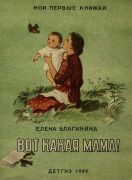 МОИ ПЕРВЫЕ КНИЖКИ
ЕЛЕНА БЛАГИНИНА
ВОТ КАКАЯ МАМА!
ДЕТГИЗ 1949